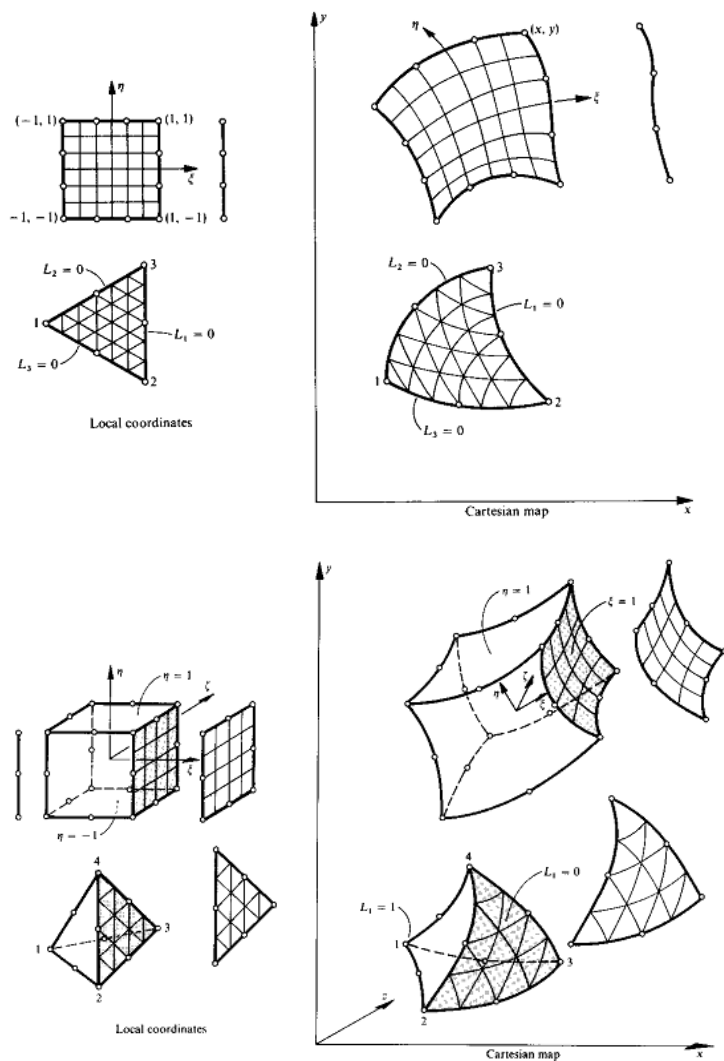 y
η
(x, y)
η
(−1, 1)
(1, 1)
ξ
ξ
−1, −1)
(1, −1)
L₂ = 0
3
1
L₁ = 0
L₃ = 0
2
Local coordinates
L₂ = 0
3
L₁ = 0
1
2
L₃ = 0
Cartesian map
x
y
η = 1
ξ = 1
η
η = 1
ζ
ξ
η = −1
ζ
η
ξ
4
1
3
2
Local coordinates
4
L₁ = 0
L₁ = 1
1
3
2
z
Cartesian map
x